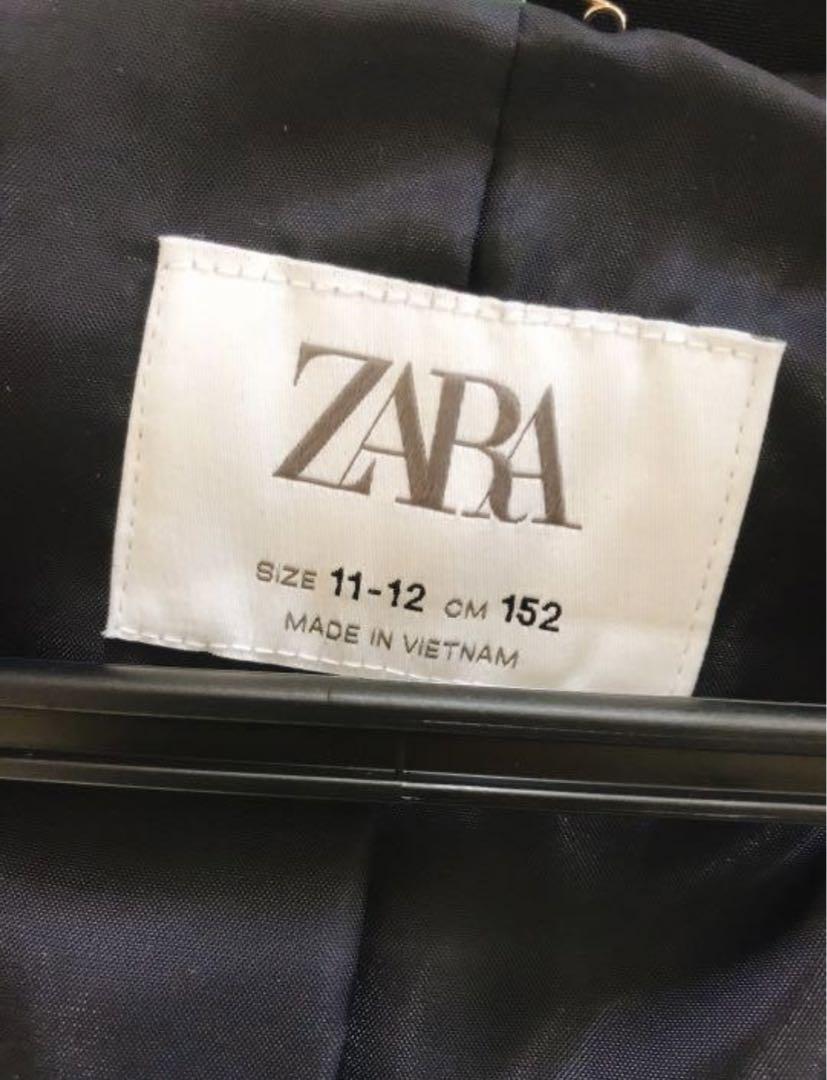 ZARA
SIZE 11-12 CM 152
MADE IN VIETNAM